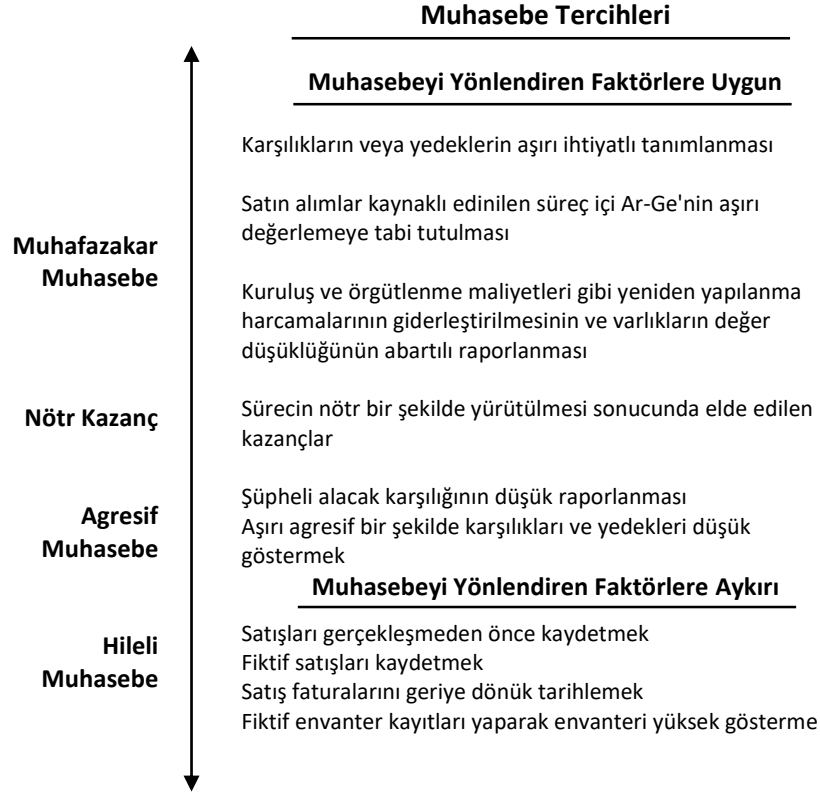 Muhasebe Tercihleri
Muhasebeyi Yönlendiren Faktörlere Uygun
Muhafazakar
Muhasebe
Karşılıkların veya yedeklerin aşırı ihtiyatlı tanımlanması
Satın alımlar kaynaklı edinilen süreç içi Ar-Ge'nin aşırı
değerlemeye tabi tutulması
Kuruluş ve örgütlenme maliyetleri gibi yeniden yapılanma
harcamalarının giderleştirilmesinin ve varlıkların değer
düşüklüğünün abartılı raporlanması
Nötr Kazanç
Sürecin nötr bir şekilde yürütülmesi sonucunda elde edilen
kazançlar
Agresif
Muhasebe
Şüpheli alacak karşılığının düşük raporlanması
Aşırı agresif bir şekilde karşılıkları ve yedekleri düşük
göstermek
Muhasebeyi Yönlendiren Faktörlere Aykırı
Hileli
Muhasebe
Satışları gerçekleşmeden önce kaydetmek
Fiktif satışları kaydetmek
Satış faturalarını geriye dönük tarihlemek
Fiktif envanter kayıtları yaparak envanteri yüksek gösterme